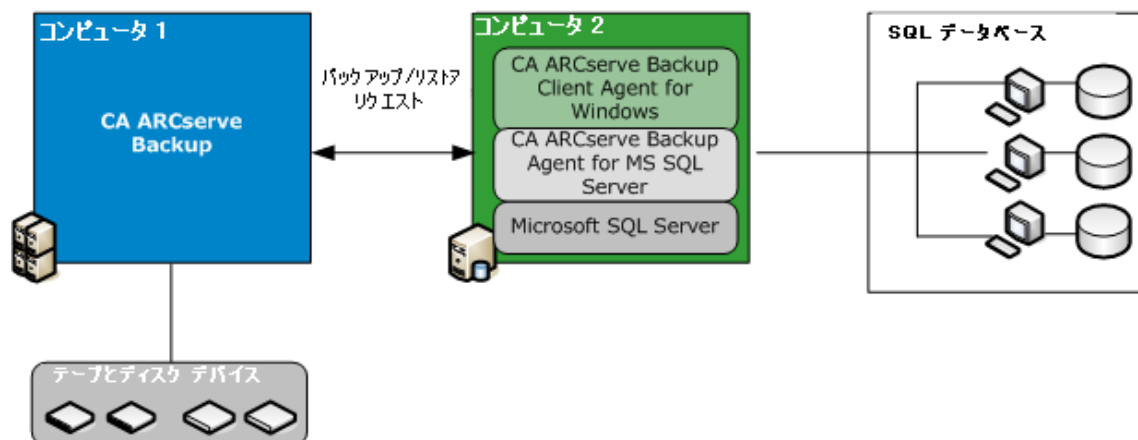 コンピュータ 1
CA ARCserve
Backup
バックアップ/リストア
リクエスト
コンピュータ 2
CA ARCserve Backup
Client Agent for
Windows
CA ARCserve Backup
Agent for MS SQL
Server
Microsoft SQL Server
SQL データベース
テープとディスク デバイス